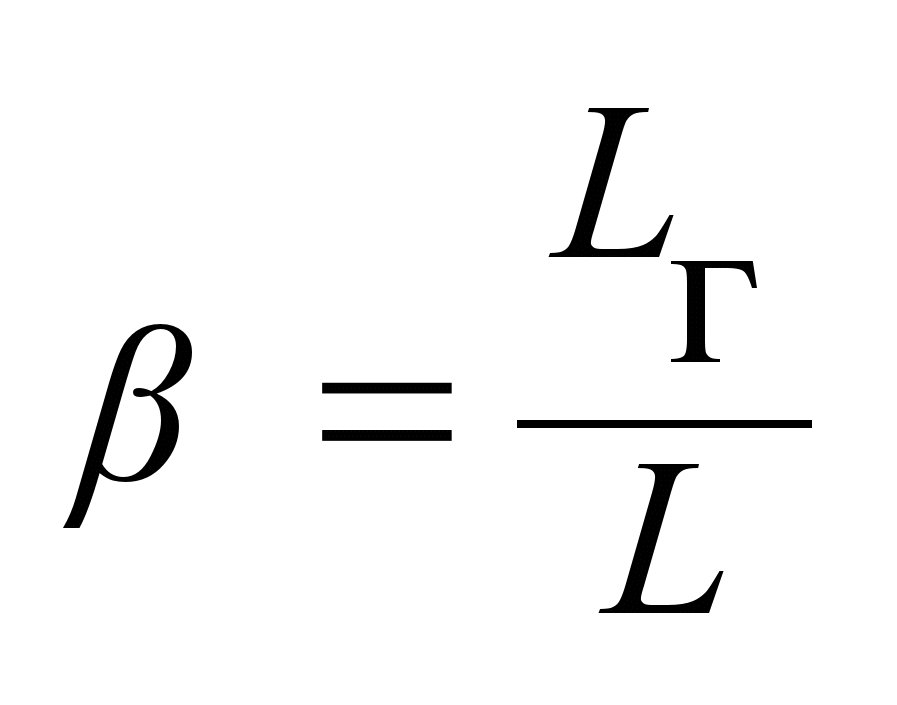 β = L_Г / L